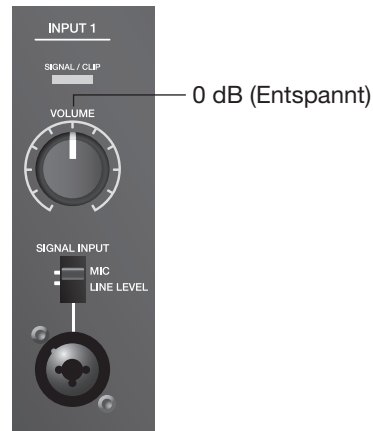 INPUT 1
SIGNAL / CLIP
0 dB (Entspannt)
VOLUME
SIGNAL INPUT
MIC
LINE LEVEL